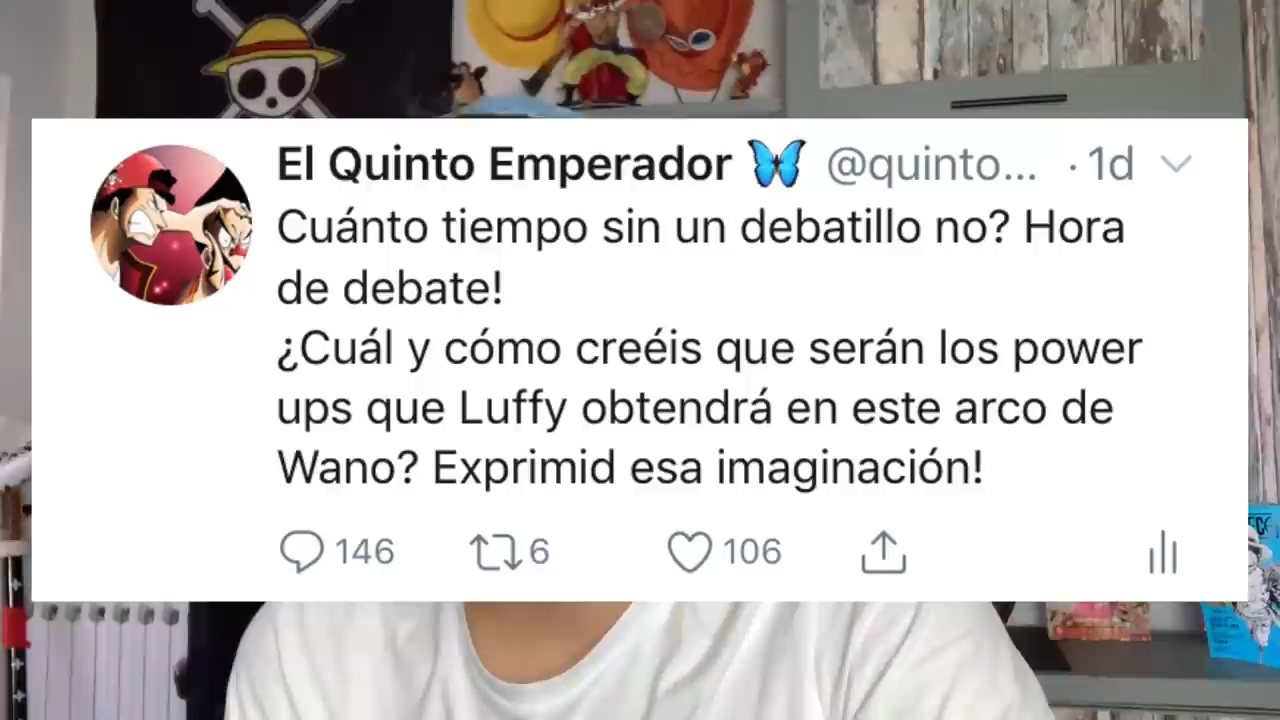 El Quinto Emperador 🦋 @quinto... · 1d
Cuánto tiempo sin un debatillo no? Hora
de debate!
¿Cuál y cómo creéis que serán los power
ups que Luffy obtendrá en este arco de
Wano? Exprimid esa imaginación!
146 6 106